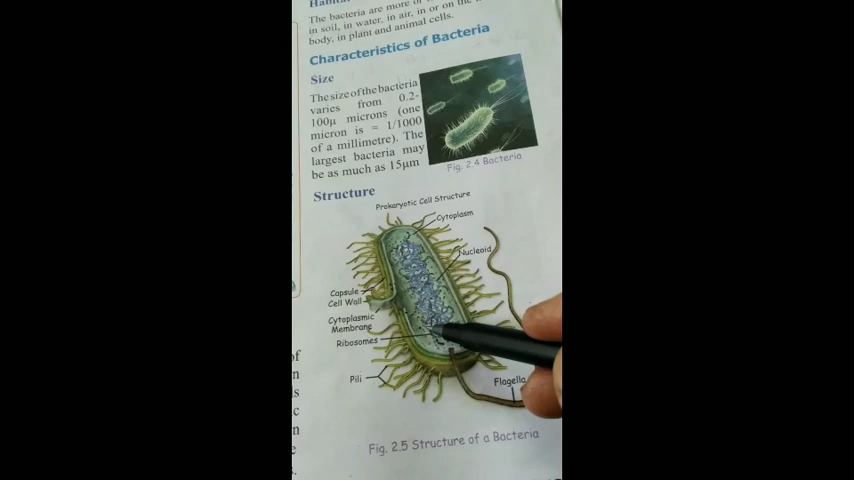 Habita
The bacteria are more or
in soil, in water, in air, in or on the
body, in plant and animal cells.
Characteristics of Bacteria
Size
The size of the bacteria
varies from 0.2-
100µ microns (one
micron is = 1/1000
of a millimetre). The
largest bacteria may
be as much as 15µm
Fig. 2.4 Bacteria
Structure
Prokaryotic Cell Structure
Cytoplasm
Nucleoid
Capsule
Cell Wall
Cytoplasmic
Membrane
Ribosomes
Pili
Flagella
Fig. 2.5 Structure of a Bacteria
of
n
s
c
n
e
s.